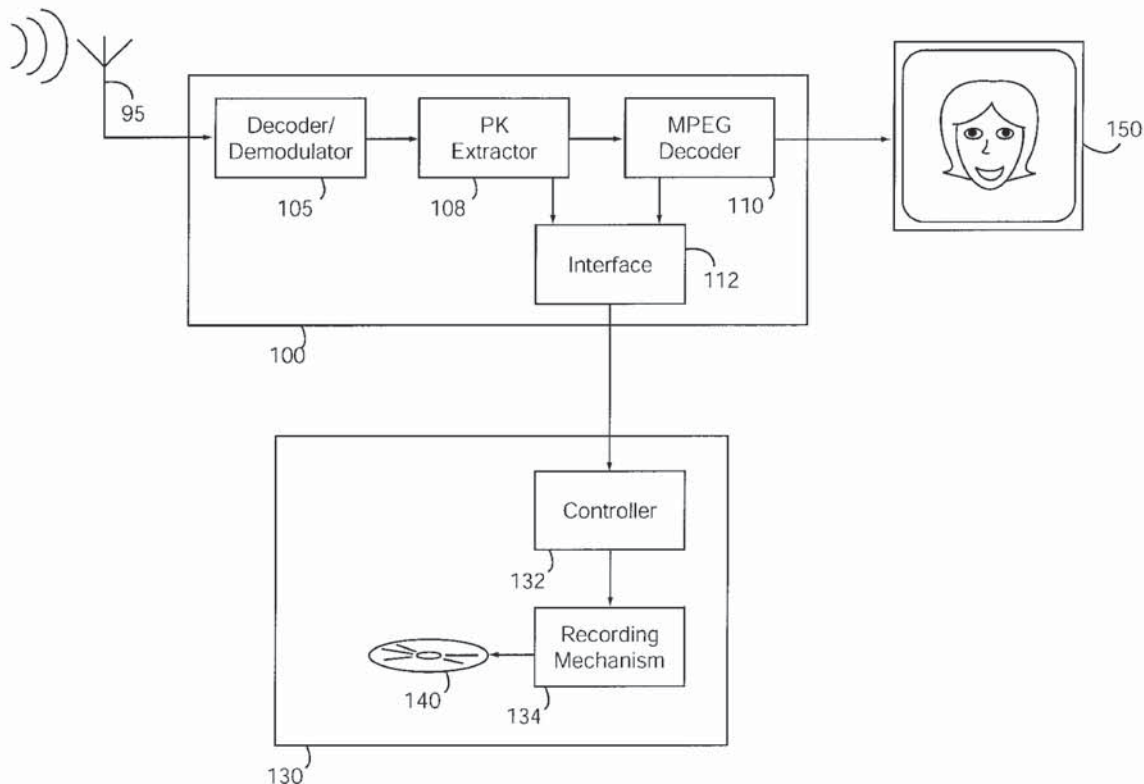 95
Decoder/
Demodulator
105
PK
Extractor
108
MPEG
Decoder
110
150
Interface
112
100
Controller
132
Recording
Mechanism
134
140
130